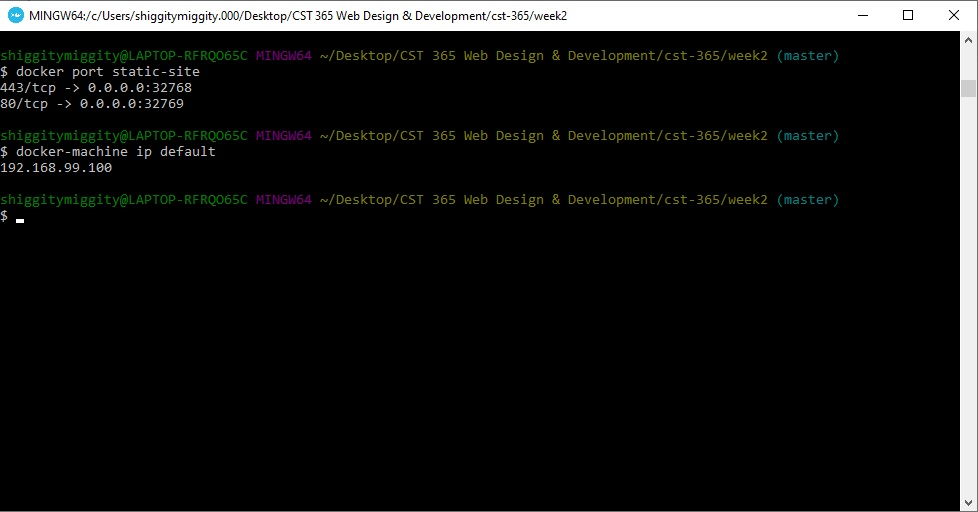 MINGW64:/c/Users/shiggitymiggity.000/Desktop/CST 365 Web Design & Development/cst-365/week2
shiggitymiggity@LAPTOP-RFRQO65C MINGW64 ~/Desktop/CST 365 Web Design & Development/cst-365/week2 (master)
$ docker port static-site
443/tcp -> 0.0.0.0:32768
80/tcp -> 0.0.0.0:32769
shiggitymiggity@LAPTOP-RFRQO65C MINGW64 ~/Desktop/CST 365 Web Design & Development/cst-365/week2 (master)
$ docker-machine ip default
192.168.99.100
shiggitymiggity@LAPTOP-RFRQO65C MINGW64 ~/Desktop/CST 365 Web Design & Development/cst-365/week2 (master)
$